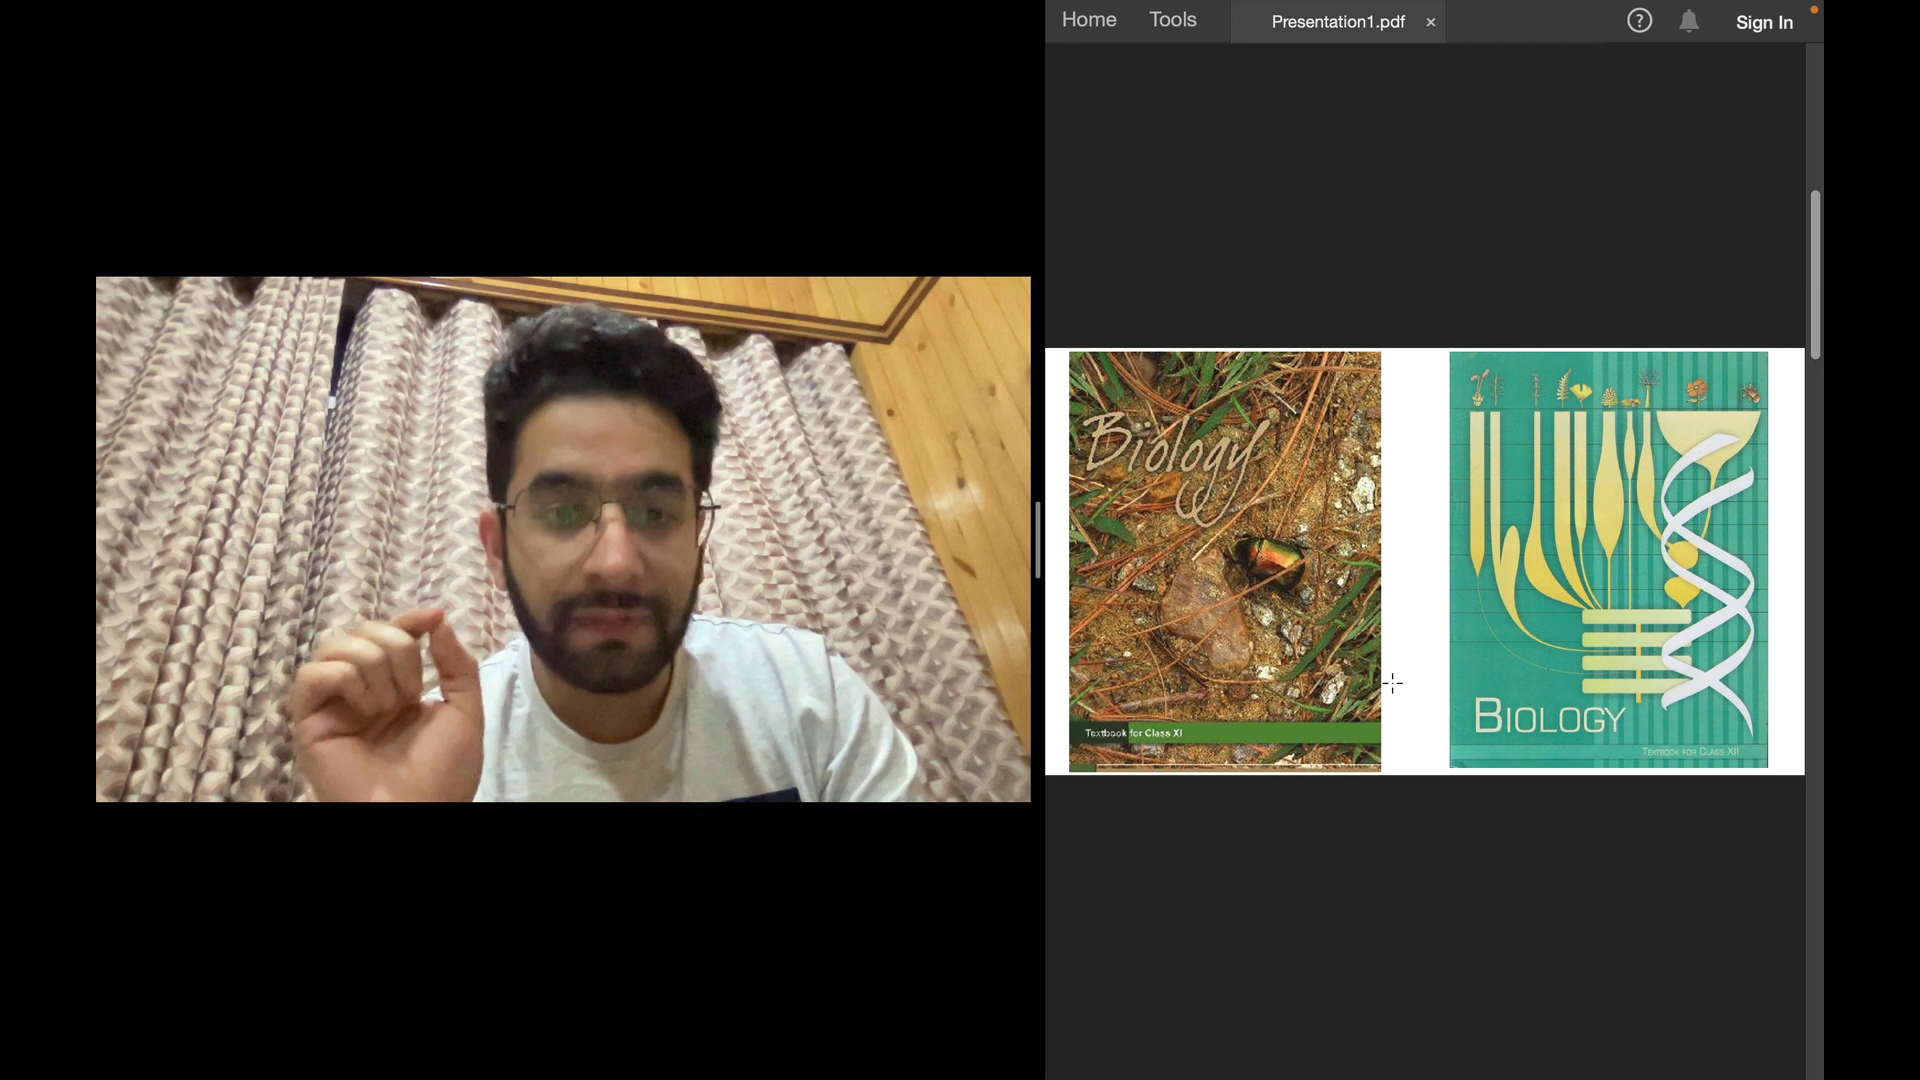 Home Tools Presentation1.pdf × ? Sign In
Biology
Textbook for Class XI
BIOLOGY
TEXTBOOK FOR CLASS XII